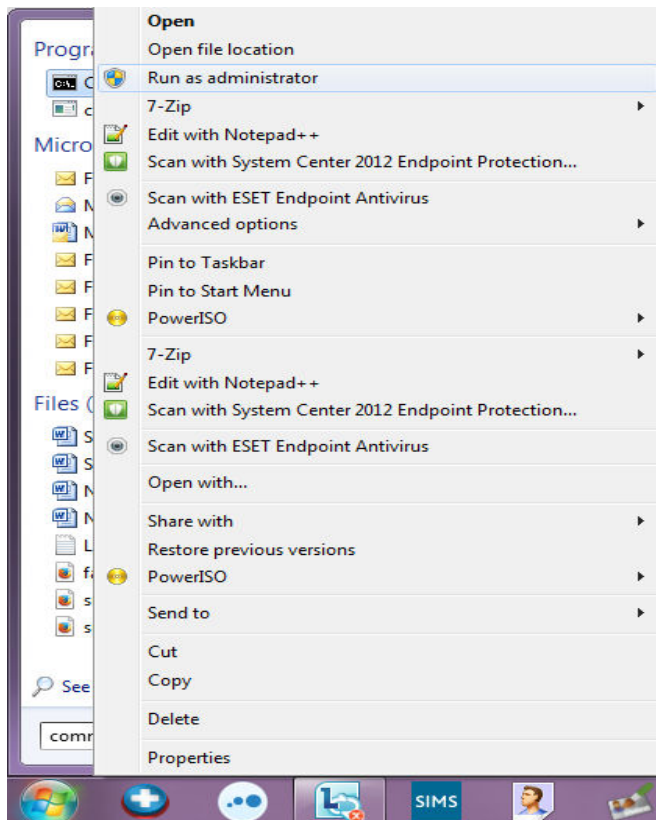 Progr
Micro
Files (
See
comm
Open
Open file location
Run as administrator
7-Zip
Edit with Notepad++
Scan with System Center 2012 Endpoint Protection...
Scan with ESET Endpoint Antivirus
Advanced options
Pin to Taskbar
Pin to Start Menu
PowerISO
7-Zip
Edit with Notepad++
Scan with System Center 2012 Endpoint Protection...
Scan with ESET Endpoint Antivirus
Open with...
Share with
Restore previous versions
PowerISO
Send to
Cut
Copy
Delete
Properties
SIMS